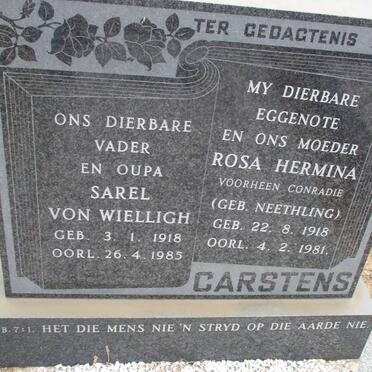 TER GEDAGTENIS
ONS DIERBARE
VADER
EN OUPA
SAREL
VON WIELLIGH
GEB. 3. 1. 1918
OORL. 26. 4. 1985
MY DIERBARE
EGGENOTE
EN ONS MOEDER
ROSA HERMINA
VOORHEEN CONRADIE
(GEB. NEETHLING)
GEB. 22. 8. 1918
OORL. 4. 2. 1981.
CARSTENS
B. 7:1. HET DIE MENS NIE 'N STRYD OP DIE AARDE NIE.